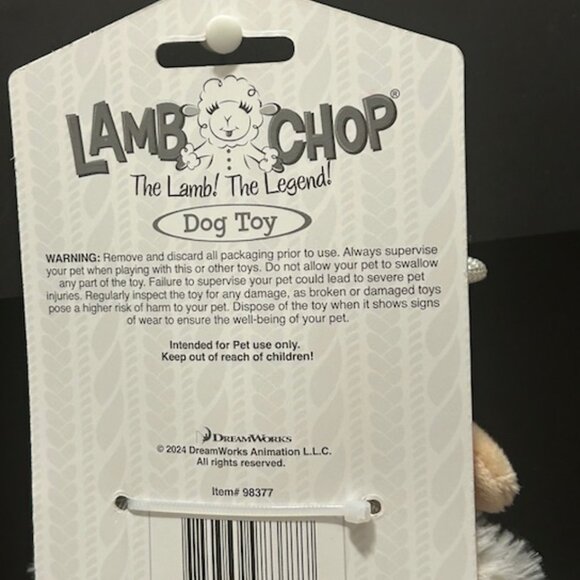 LAMB CHOP®
The Lamb! The Legend!
Dog Toy
WARNING: Remove and discard all packaging prior to use. Always supervise
your pet when playing with this or other toys. Do not allow your pet to swallow
any part of the toy. Failure to supervise your pet could lead to severe pet
injuries. Regularly inspect the toy for any damage, as broken or damaged toys
pose a higher risk of harm to your pet. Dispose of the toy when it shows signs
of wear to ensure the well-being of your pet.
Intended for Pet use only.
Keep out of reach of children!
DREAMWORKS
© 2024 DreamWorks Animation L.L.C.
All rights reserved.
Item# 98377